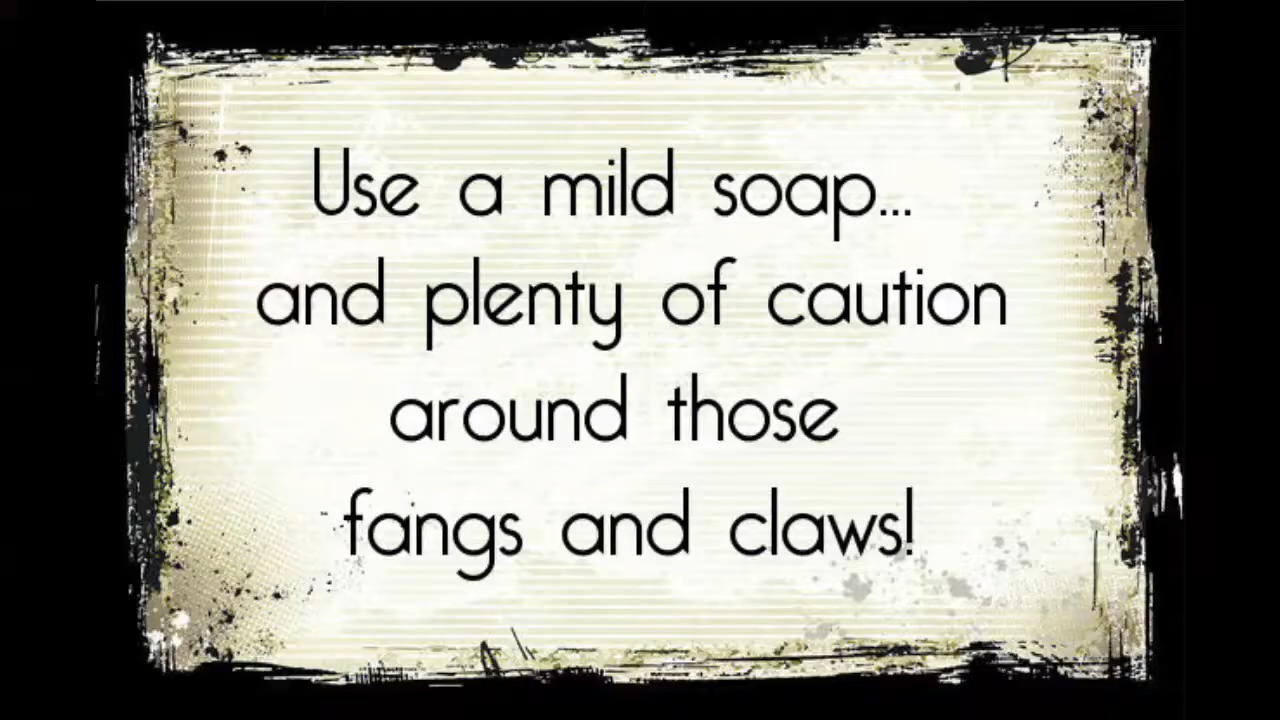 Use a mild soap...
and plenty of caution
around those
fangs and claws!